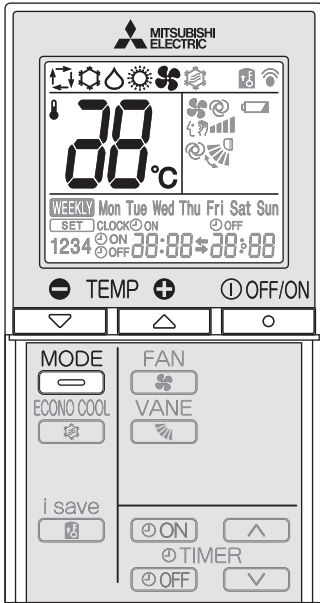 MITSUBISHI
ELECTRIC
88°C
WEEKLY Mon Tue Wed Thu Fri Sat Sun
SET CLOCK ON OFF
1234 ON OFF 88:88 88:88
TEMP OFF/ON
MODE FAN
ECONO COOL VANE
i save
ON
TIMER
OFF